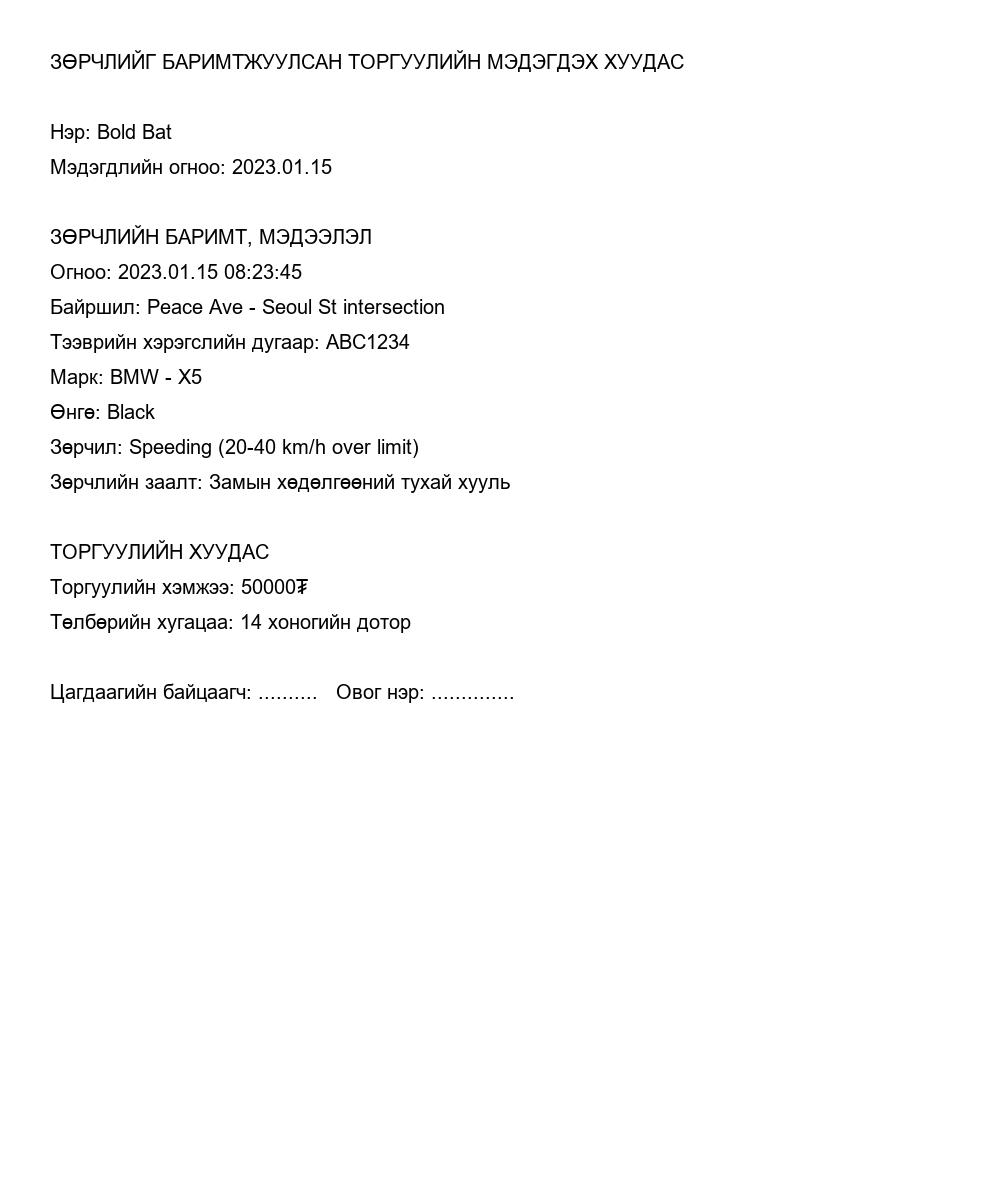 ЗӨРЧЛИЙГ БАРИМТЖУУЛСАН ТОРГУУЛИЙН МЭДЭГДЭХ ХУУДАС
Нэр: Bold Bat
Мэдэгдлийн огноо: 2023.01.15
ЗӨРЧЛИЙН БАРИМТ, МЭДЭЭЛЭЛ
Огноо: 2023.01.15 08:23:45
Байршил: Peace Ave - Seoul St intersection
Тээврийн хэрэгслийн дугаар: ABC1234
Марк: BMW - X5
Өнгө: Black
Зөрчил: Speeding (20-40 km/h over limit)
Зөрчлийн заалт: Замын хөдөлгөөний тухай хууль
ТОРГУУЛИЙН ХУУДАС
Торгуулийн хэмжээ: 50000₮
Төлбөрийн хугацаа: 14 хоногийн дотор
Цагдаагийн байцаагч: .......... Овог нэр: ..............